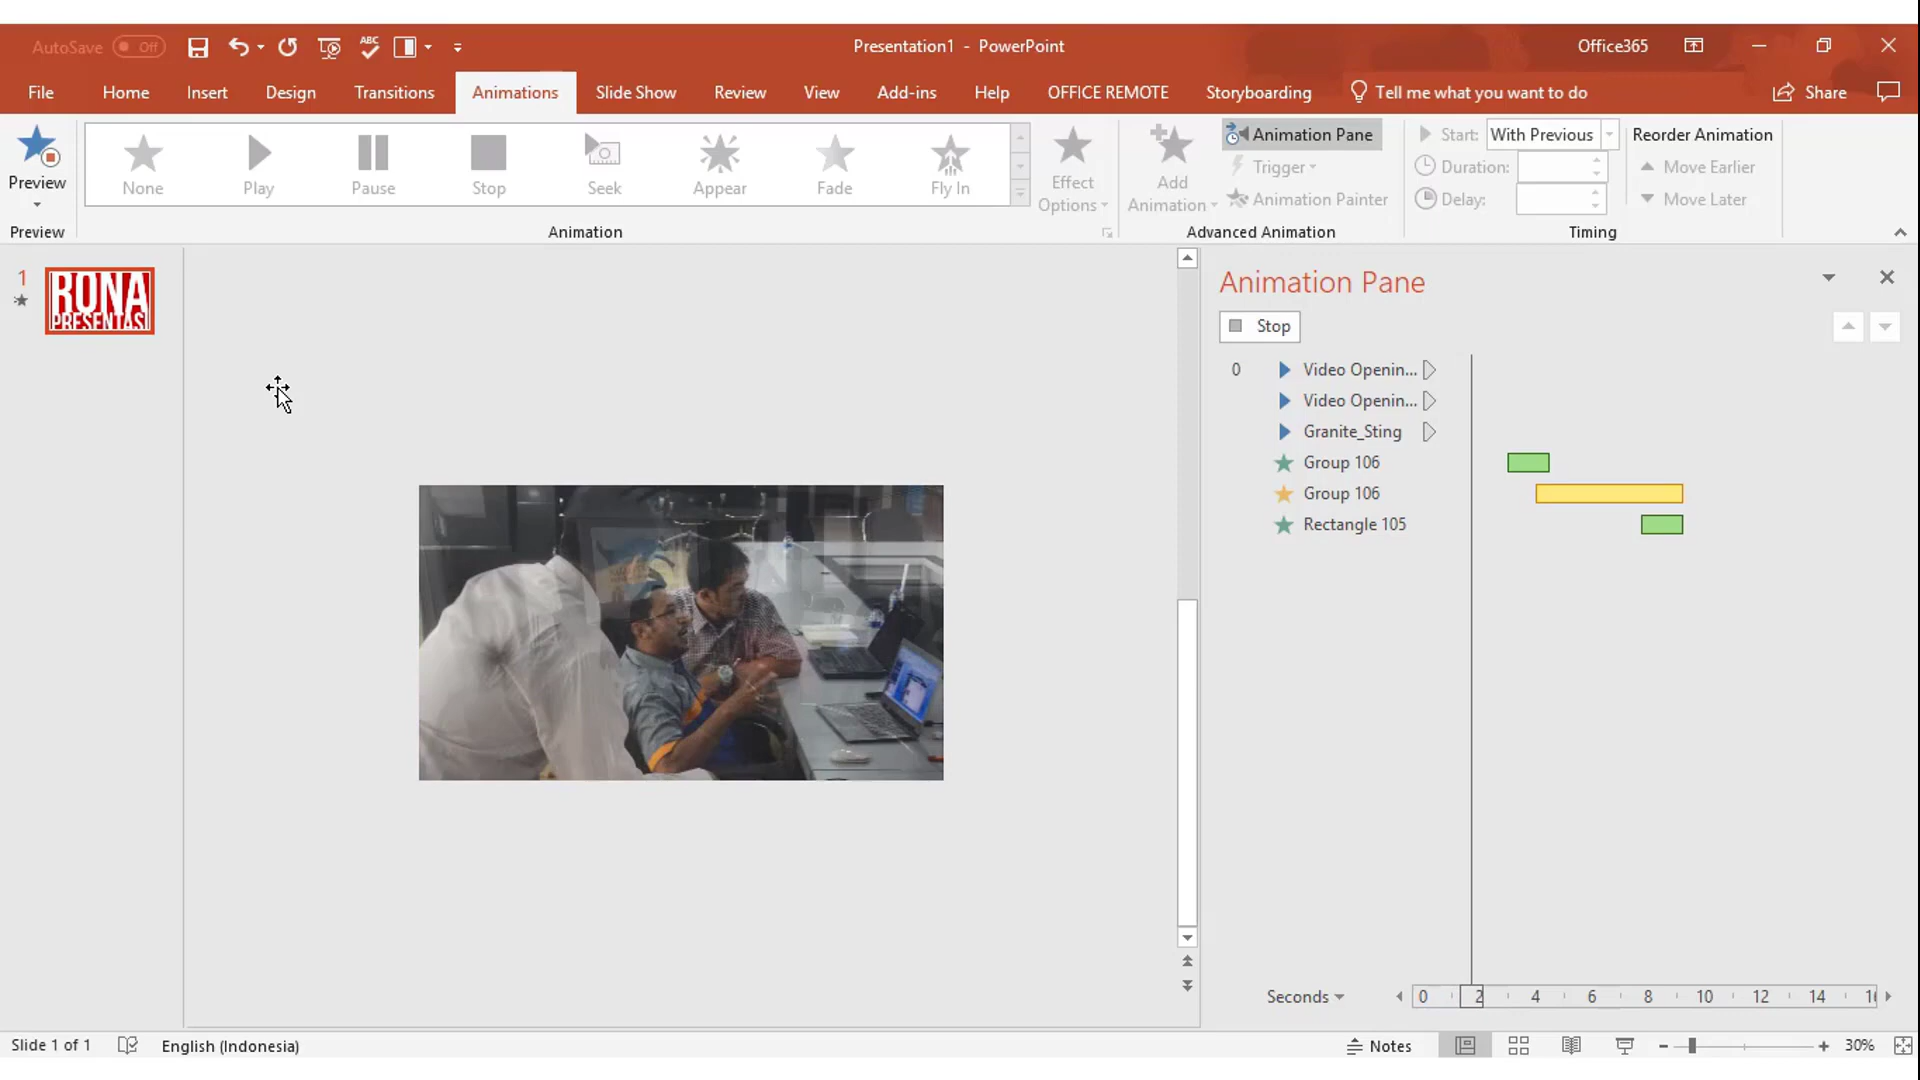 AutoSave Off
Presentation1 - PowerPoint
Office365
File Home Insert Design Transitions Animations Slide Show Review View Add-ins Help OFFICE REMOTE Storyboarding Tell me what you want to do Share
Preview
None Play Pause Stop Seek Appear Fade Fly In
Effect Options
Add Animation
Animation Pane
Trigger
Animation Painter
Start: With Previous
Duration:
Delay:
Reorder Animation
Move Earlier
Move Later
Preview Animation Advanced Animation Timing
1
RONA
PRESENTASI
Animation Pane
Stop
0 Video Openin...
Video Openin...
Granite_Sting
Group 106
Group 106
Rectangle 105
Seconds 0 2 4 6 8 10 12 14
Slide 1 of 1 English (Indonesia) Notes 30%